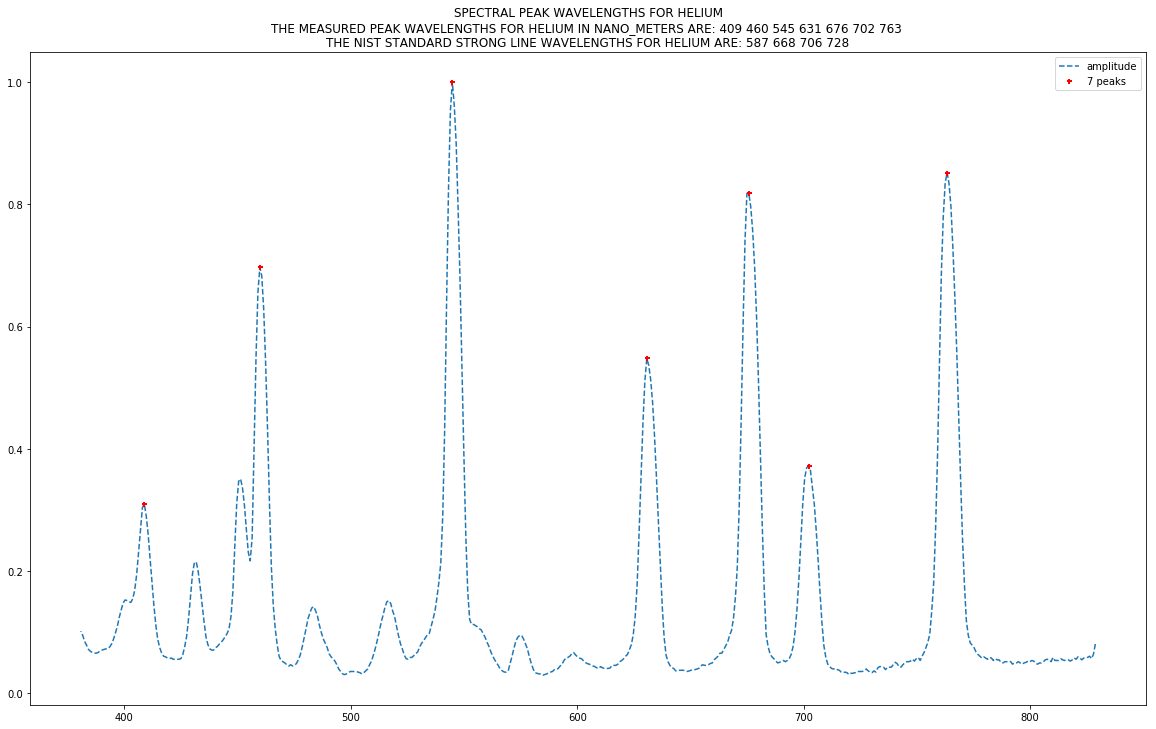 SPECTRAL PEAK WAVELENGTHS FOR HELIUM
THE MEASURED PEAK WAVELENGTHS FOR HELIUM IN NANO_METERS ARE: 409 460 545 631 676 702 763
THE NIST STANDARD STRONG LINE WAVELENGTHS FOR HELIUM ARE: 587 668 706 728
amplitude
7 peaks
1.0
0.8
0.6
0.4
0.2
0.0
400 500 600 700 800